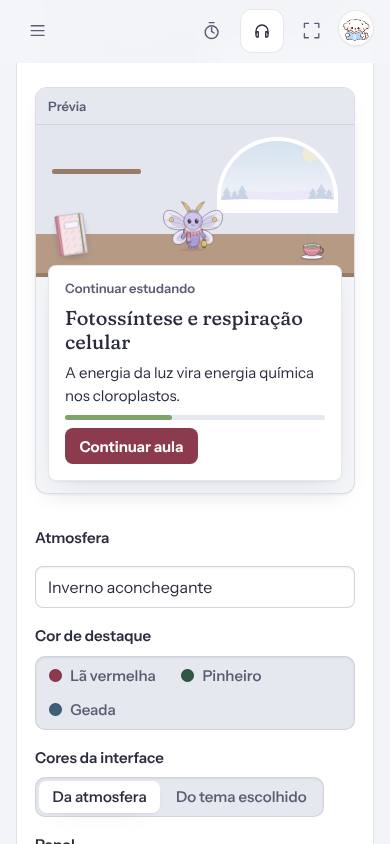 Prévia
Continuar estudando
Fotossíntese e respiração
celular
A energia da luz vira energia química
nos cloroplastos.
Continuar aula
Atmosfera
Inverno aconchegante
Cor de destaque
Lã vermelha
Pinheiro
Geada
Cores da interface
Da atmosfera
Do tema escolhido